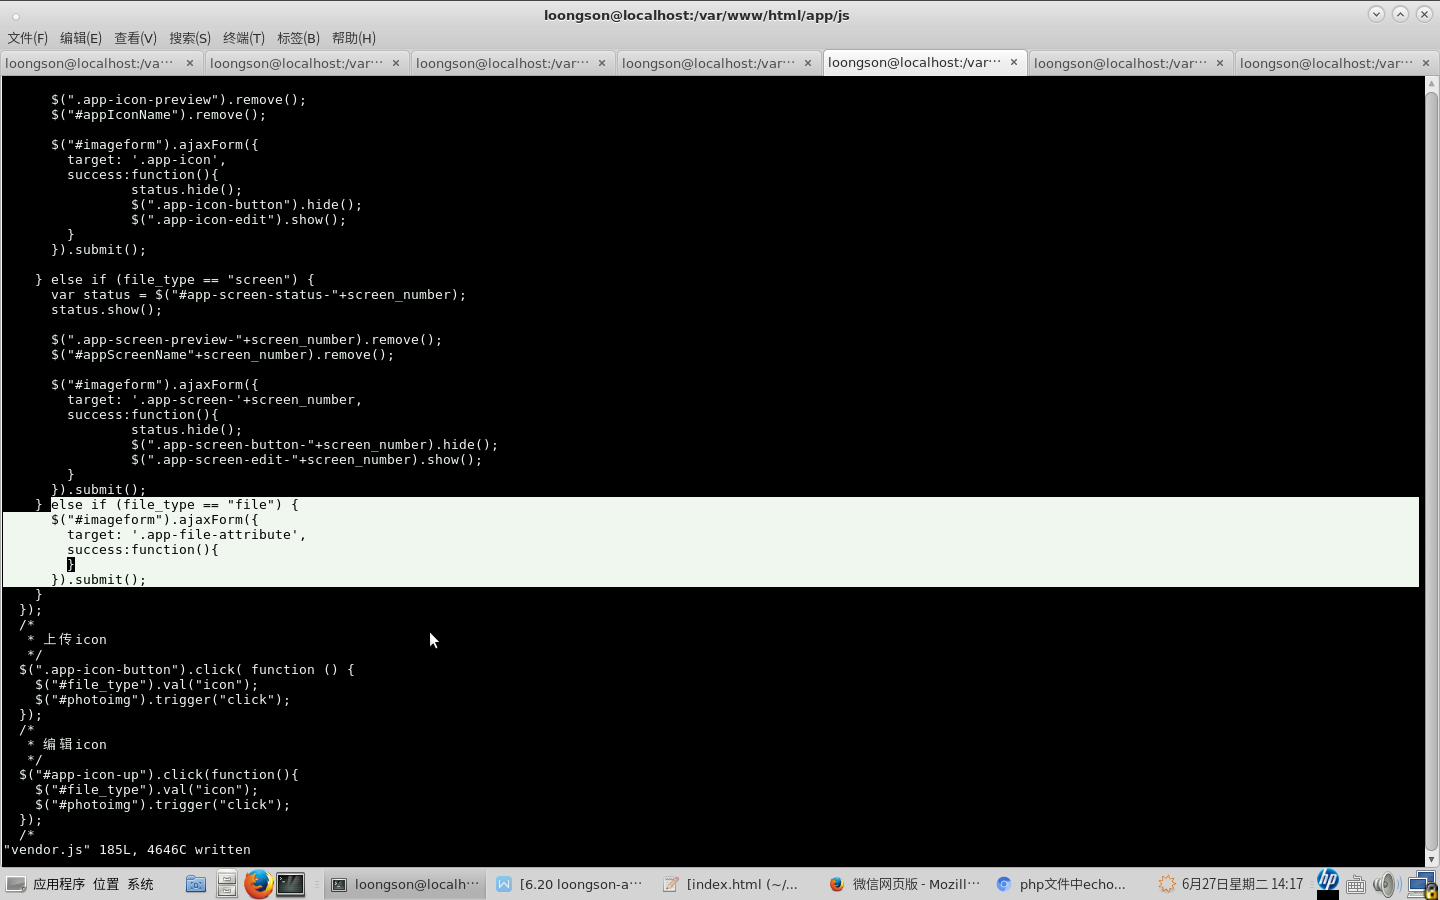 loongson@localhost:/var/www/html/app/js
文件(F) 编辑(E) 查看(V) 搜索(S) 终端(T) 标签(B) 帮助(H)
loongson@localhost:/va··· × loongson@localhost:/var··· × loongson@localhost:/var··· × loongson@localhost:/var··· × loongson@localhost:/var··· × loongson@localhost:/var··· × loongson@localhost:/var··· ×
$(".app-icon-preview").remove();
$("#appIconName").remove();
$("#imageform").ajaxForm({
target: '.app-icon',
success:function(){
status.hide();
$(".app-icon-button").hide();
$(".app-icon-edit").show();
}
}).submit();
} else if (file_type == "screen") {
var status = $("#app-screen-status-"+screen_number);
status.show();
$(".app-screen-preview-"+screen_number).remove();
$("#appScreenName"+screen_number).remove();
$("#imageform").ajaxForm({
target: '.app-screen-'+screen_number,
success:function(){
status.hide();
$(".app-screen-button-"+screen_number).hide();
$(".app-screen-edit-"+screen_number).show();
}
}).submit();
} else if (file_type == "file") {
$("#imageform").ajaxForm({
target: '.app-file-attribute',
success:function(){
}
}).submit();
}
});
/*
* 上传icon
*/
$(".app-icon-button").click( function () {
$("#file_type").val("icon");
$("#photoimg").trigger("click");
});
/*
* 编辑icon
*/
$("#app-icon-up").click(function(){
$("#file_type").val("icon");
$("#photoimg").trigger("click");
});
/*
"vendor.js" 185L, 4646C written
应用程序 位置 系统 loongson@localh··· [6.20 loongson-a··· [index.html (~/... 微信网页版 - Mozill··· php文件中echo... 6月27日星期二 14:17 hp